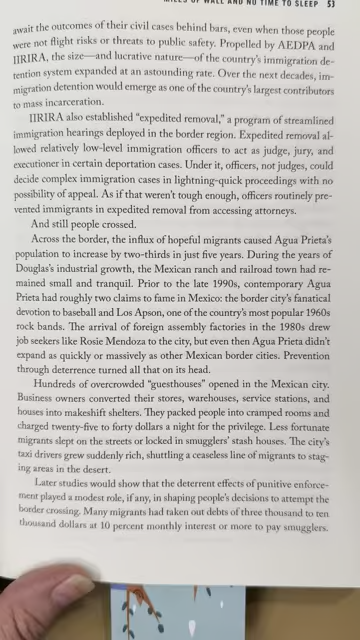 MILES OF WALL AND NO TIME TO SLEEP 53
await the outcomes of their civil cases behind bars, even when those people
were not flight risks or threats to public safety. Propelled by AEDPA and
IIRIRA, the size—and lucrative nature—of the country's immigration de-
tention system expanded at an astounding rate. Over the next decades, im-
migration detention would emerge as one of the country's largest contributors
to mass incarceration.
IIRIRA also established "expedited removal," a program of streamlined
immigration hearings deployed in the border region. Expedited removal al-
lowed relatively low-level immigration officers to act as judge, jury, and
executioner in certain deportation cases. Under it, officers, not judges, could
decide complex immigration cases in lightning-quick proceedings with no
possibility of appeal. As if that weren't tough enough, officers routinely pre-
vented immigrants in expedited removal from accessing attorneys.
And still people crossed.
Across the border, the influx of hopeful migrants caused Agua Prieta's
population to increase by two-thirds in just five years. During the years of
Douglas's industrial growth, the Mexican ranch and railroad town had re-
mained small and tranquil. Prior to the late 1990s, contemporary Agua
Prieta had roughly two claims to fame in Mexico: the border city's fanatical
devotion to baseball and Los Apson, one of the country's most popular 1960s
rock bands. The arrival of foreign assembly factories in the 1980s drew
job seekers like Rosie Mendoza to the city, but even then Agua Prieta didn't
expand as quickly or massively as other Mexican border cities. Prevention
through deterrence turned all that on its head.
Hundreds of overcrowded "guesthouses" opened in the Mexican city.
Business owners converted their stores, warehouses, service stations, and
houses into makeshift shelters. They packed people into cramped rooms and
charged twenty-five to forty dollars a night for the privilege. Less fortunate
migrants slept on the streets or locked in smugglers' stash houses. The city's
taxi drivers grew suddenly rich, shuttling a ceaseless line of migrants to stag-
ing areas in the desert.
Later studies would show that the deterrent effects of punitive enforce-
ment played a modest role, if any, in shaping people's decisions to attempt the
border crossing. Many migrants had taken out debts of three thousand to ten
thousand dollars at 10 percent monthly interest or more to pay smugglers.